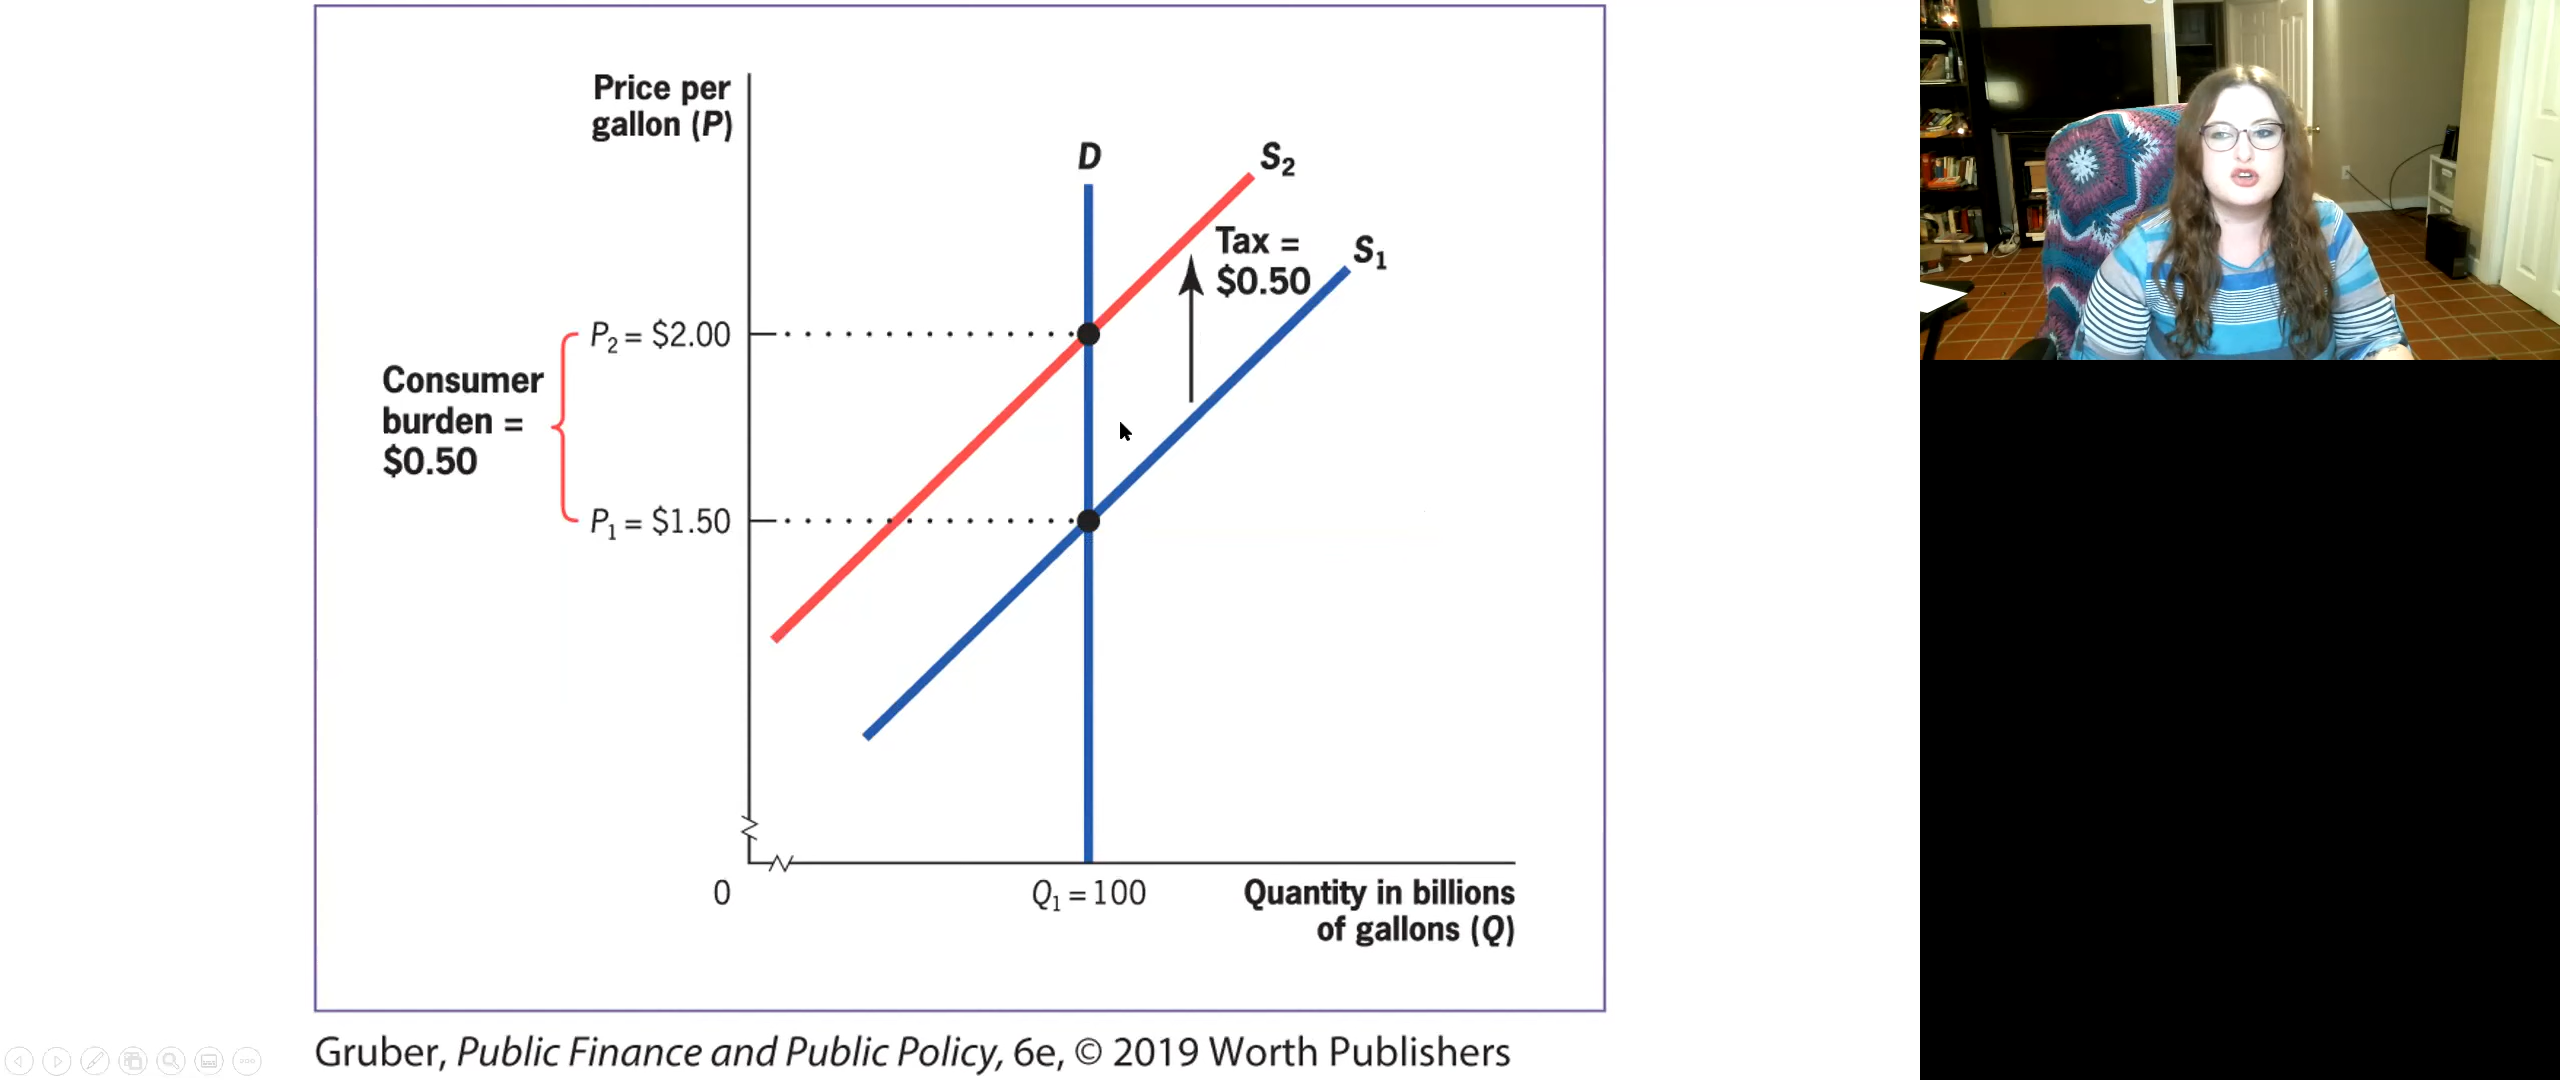 Price per
gallon (P)
D
S2
Tax =
$0.50
S1
P2 = $2.00
Consumer
burden =
$0.50
P1 = $1.50
0
Q1 = 100
Quantity in billions
of gallons (Q)
Gruber, Public Finance and Public Policy, 6e, © 2019 Worth Publishers